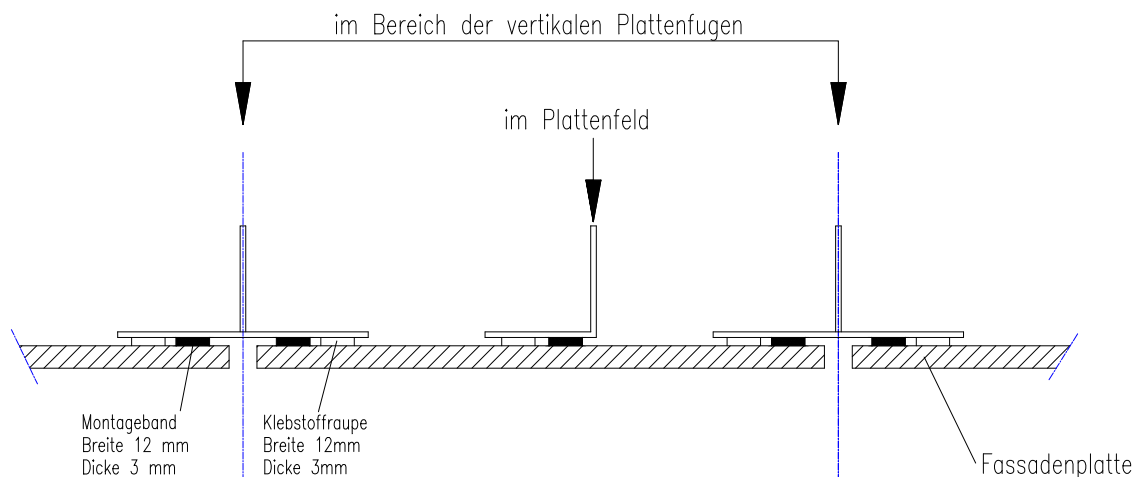 im Bereich der vertikalen Plattenfugen
im Plattenfeld
Montageband
Breite 12 mm
Dicke 3 mm
Klebstoffraupe
Breite 12mm
Dicke 3mm
Fassadenplatte